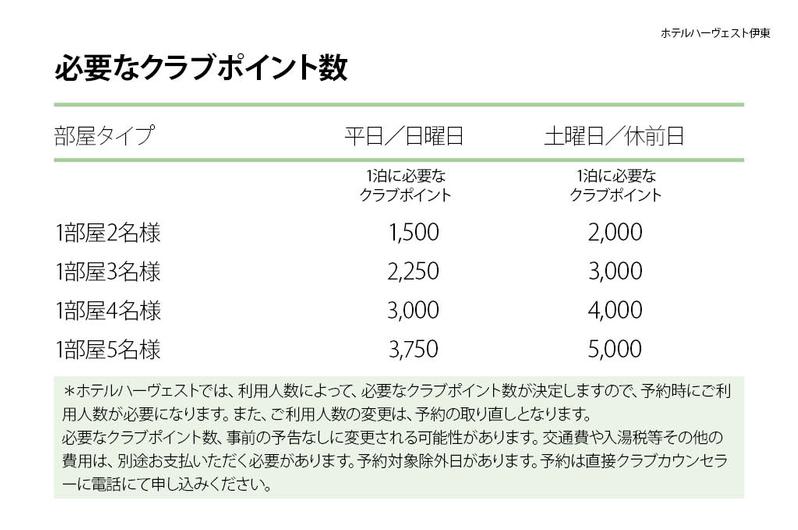 ホテルハーヴェスト伊東
必要なクラブポイント数
部屋タイプ 平日／日曜日 土曜日／休前日
1泊に必要な 1泊に必要な
クラブポイント クラブポイント
1部屋2名様 1,500 2,000
1部屋3名様 2,250 3,000
1部屋4名様 3,000 4,000
1部屋5名様 3,750 5,000
＊ホテルハーヴェストでは、利用人数によって、必要なクラブポイント数が決定しますので、予約時にご利
用人数が必要になります。また、ご利用人数の変更は、予約の取り直しとなります。
必要なクラブポイント数、事前の予告なしに変更される可能性があります。交通費や入湯税等その他の
費用は、別途お支払いただく必要があります。予約対象除外日があります。予約は直接クラブカウンセラ
ーに電話にて申し込みください。